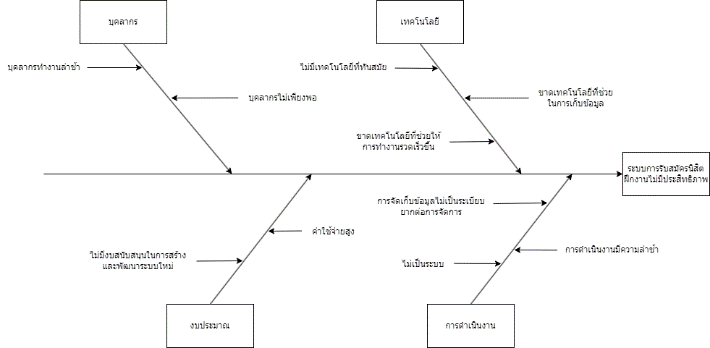 บุคลากร
เทคโนโลยี
บุคลากรทำงานล่าช้า
บุคลากรไม่เพียงพอ
ไม่มีเทคโนโลยีที่ทันสมัย
ขาดเทคโนโลยีที่ช่วย
ในการเก็บข้อมูล
ขาดเทคโนโลยีที่ช่วยให้
การทำงานรวดเร็วขึ้น
ระบบการรับสมัครนิสิต
ฝึกงานไม่มีประสิทธิภาพ
การจัดเก็บข้อมูลไม่เป็นระเบียบ
ยากต่อการจัดการ
ค่าใช้จ่ายสูง
ไม่มีงบสนับสนุนในการสร้าง
และพัฒนาระบบใหม่
การดำเนินงานมีความล่าช้า
ไม่เป็นระบบ
งบประมาณ
การดำเนินงาน